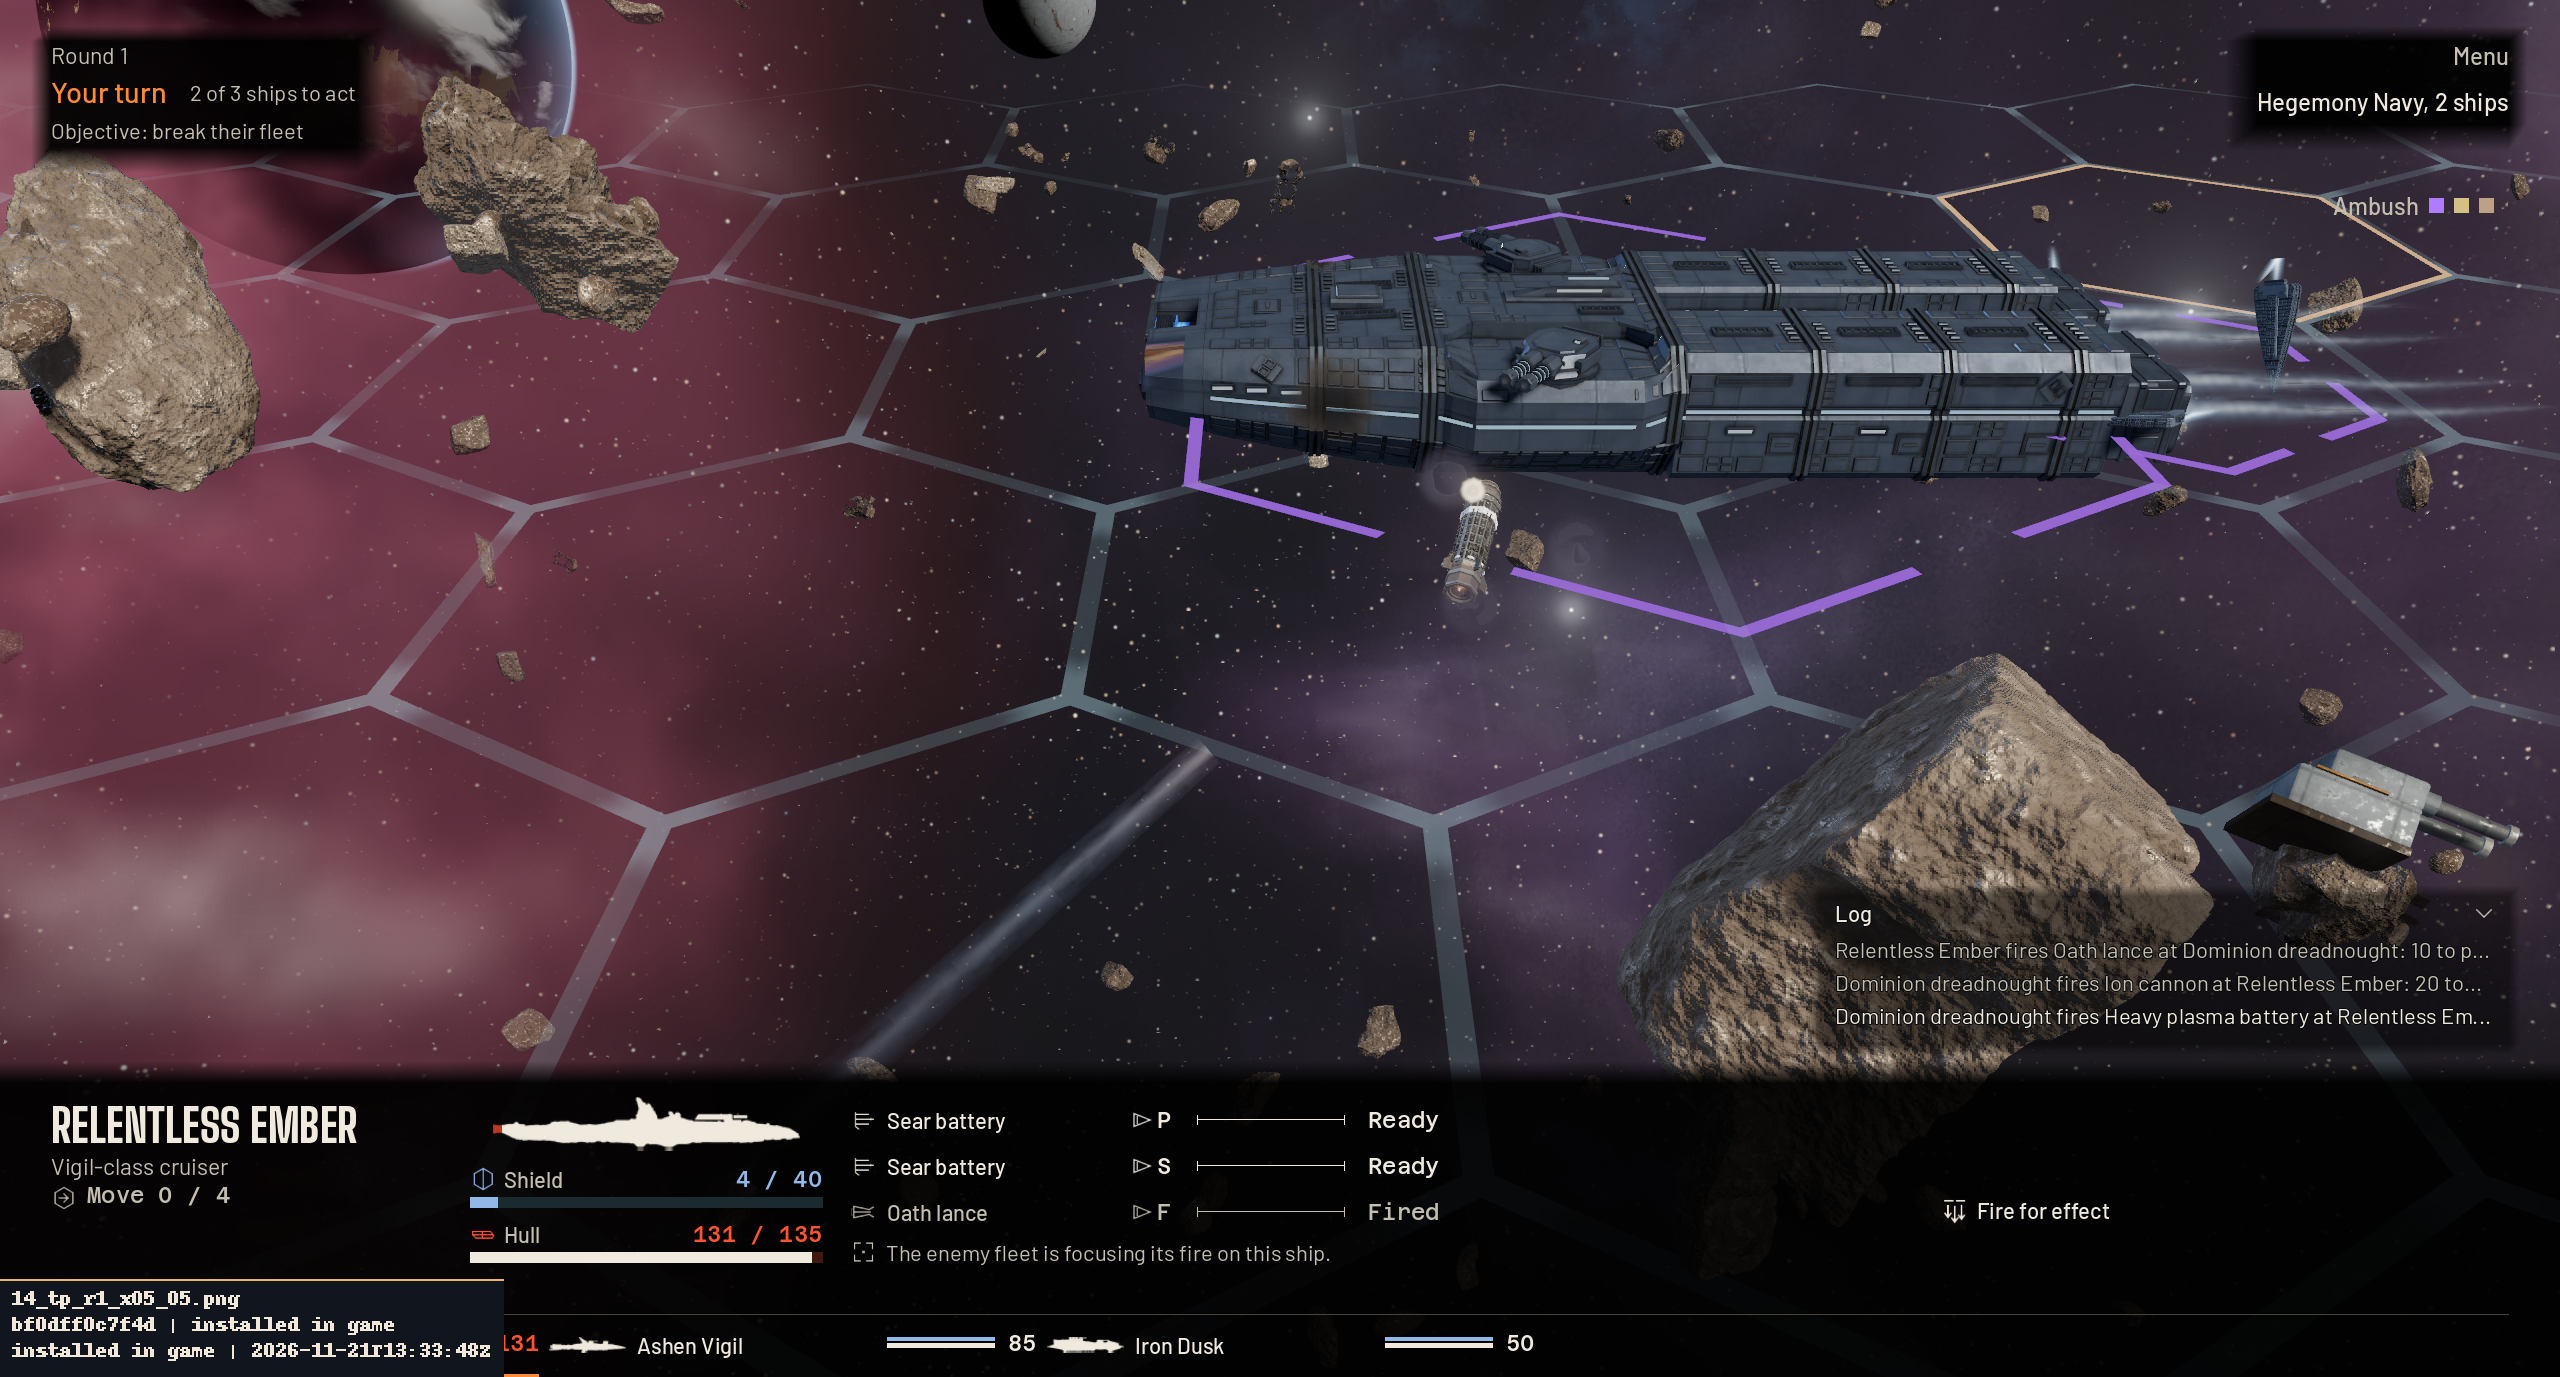 Round 1
Your turn 2 of 3 ships to act
Objective: break their fleet
Menu
Hegemony Navy, 2 ships
Ambush
Log
Relentless Ember fires Oath lance at Dominion dreadnought: 10 to p...
Dominion dreadnought fires Ion cannon at Relentless Ember: 20 to...
Dominion dreadnought fires Heavy plasma battery at Relentless Em...
RELENTLESS EMBER
Vigil-class cruiser
Move 0 / 4
Shield 4 / 40
Hull 131 / 135
Sear battery P Ready
Sear battery S Ready
Oath lance F Fired
The enemy fleet is focusing its fire on this ship.
Fire for effect
14_tp_r1_x05_05.png
bf0dff0c7f4d | installed in game
installed in game | 2026-11-21T13:33:48Z
131 Ashen Vigil 85 Iron Dusk 50